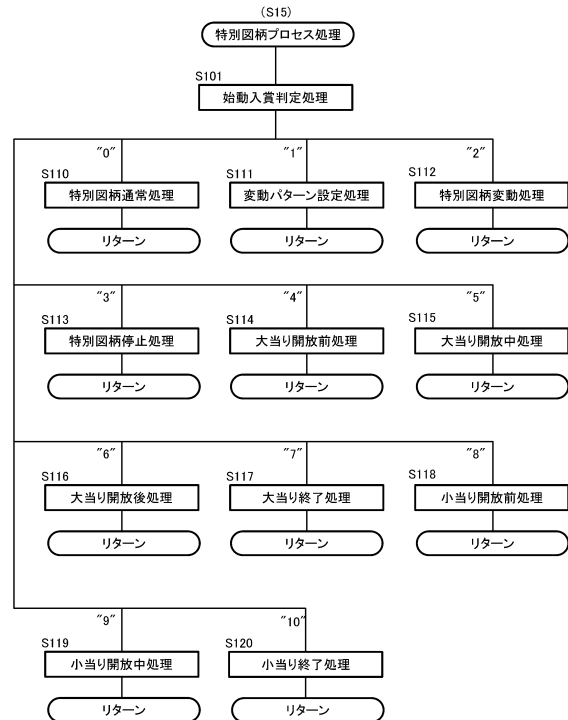 (S15)
特別図柄プロセス処理
S101
始動入賞判定処理
"0" "1" "2"
S110 S111 S112
特別図柄通常処理 変動パターン設定処理 特別図柄変動処理
リターン リターン リターン
"3" "4" "5"
S113 S114 S115
特別図柄停止処理 大当り開放前処理 大当り開放中処理
リターン リターン リターン
"6" "7" "8"
S116 S117 S118
大当り開放後処理 大当り終了処理 小当り開放前処理
リターン リターン リターン
"9" "10"
S119 S120
小当り開放中処理 小当り終了処理
リターン リターン